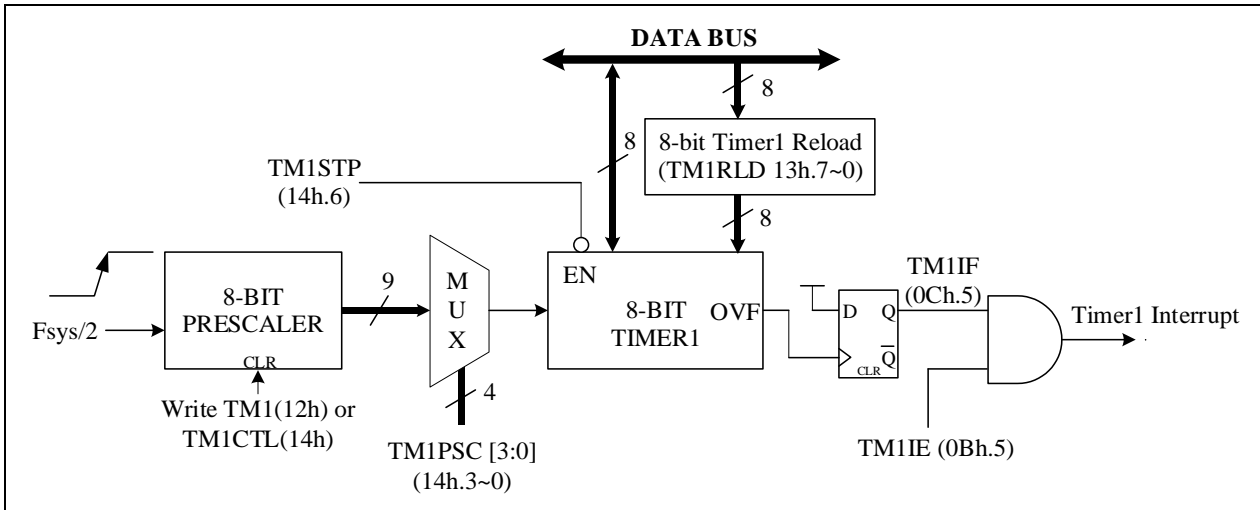 DATA BUS
8
8-bit Timer1 Reload
(TM1RLD 13h.7~0)
8
8
TM1STP
(14h.6)
Fsys/2
8-BIT
PRESCALER
CLR
Write TM1(12h) or
TM1CTL(14h)
9
M
U
X
4
TM1PSC [3:0]
(14h.3~0)
EN
8-BIT
TIMER1
OVF
TM1IF
(0Ch.5)
D
Q
Q
CLR
TM1IE (0Bh.5)
Timer1 Interrupt